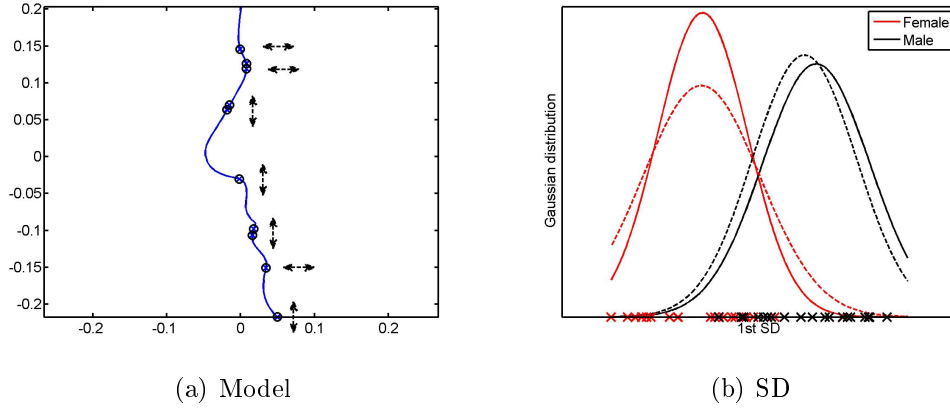 0.2
0.15
0.1
0.05
0
-0.05
-0.1
-0.15
-0.2
-0.2 -0.1 0 0.1 0.2
Gaussian distribution
Female
Male
1st SD
(a) Model
(b) SD